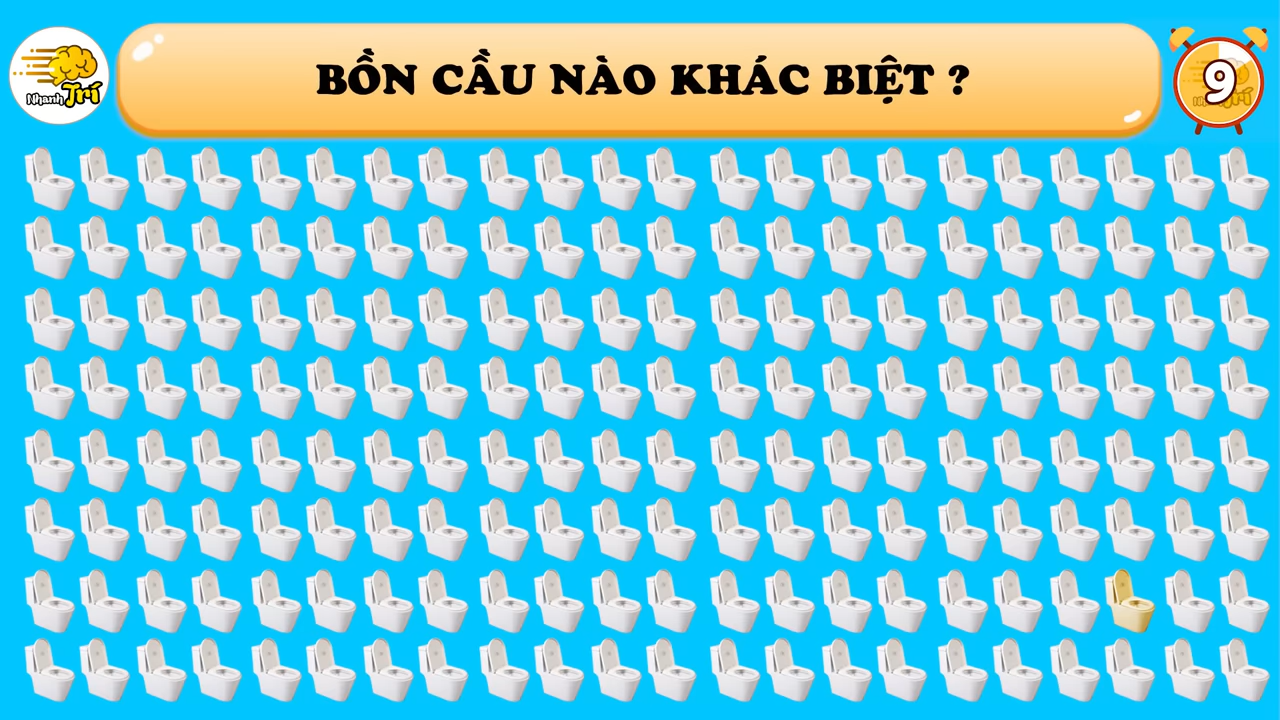 Nhanh Trí
BỒN CẦU NÀO KHÁC BIỆT ?
9